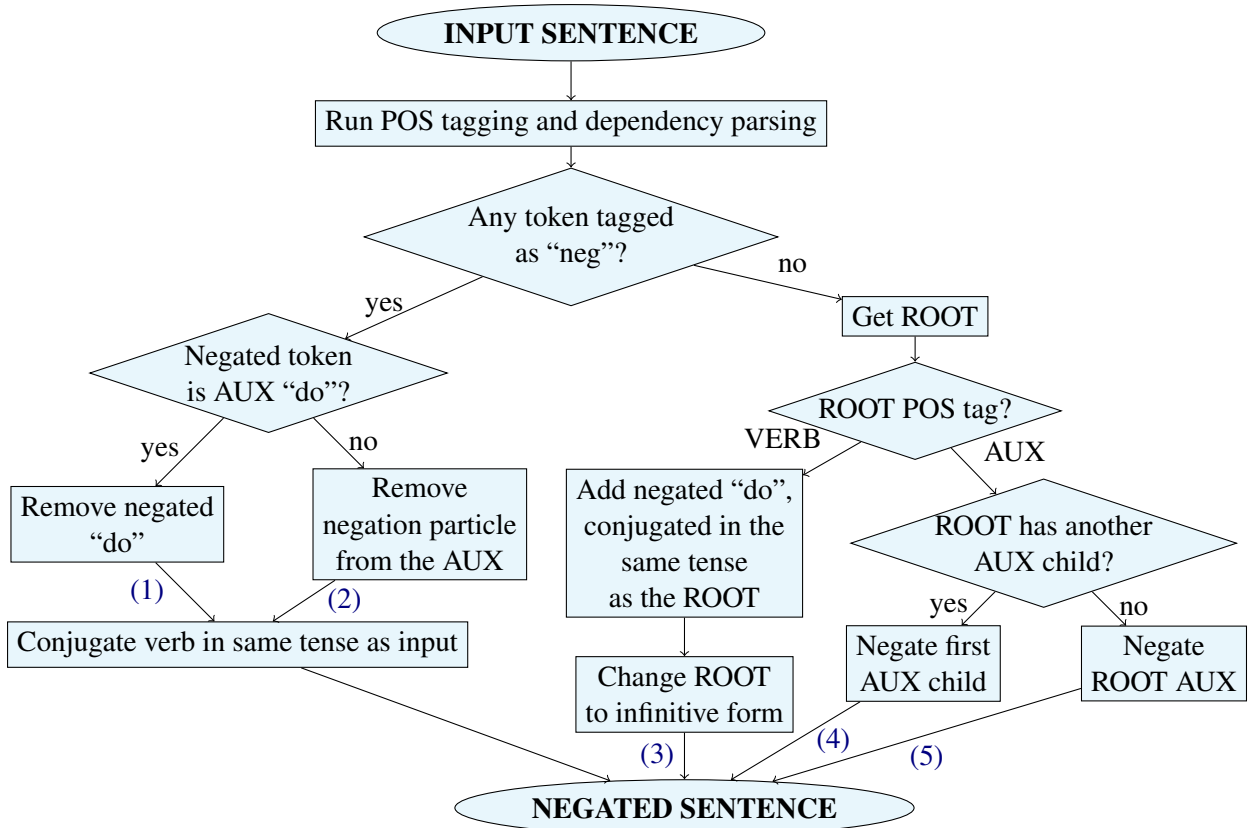 INPUT SENTENCE
Run POS tagging and dependency parsing
Any token tagged
as “neg”?
yes
no
Get ROOT
Negated token
is AUX “do”?
ROOT POS tag?
yes
no
VERB
AUX
Remove negated
“do”
Remove
negation particle
from the AUX
Add negated “do”,
conjugated in the
same tense
as the ROOT
ROOT has another
AUX child?
(1)
(2)
yes
no
Conjugate verb in same tense as input
Change ROOT
to infinitive form
Negate first
AUX child
Negate
ROOT AUX
(3)
(4)
(5)
NEGATED SENTENCE